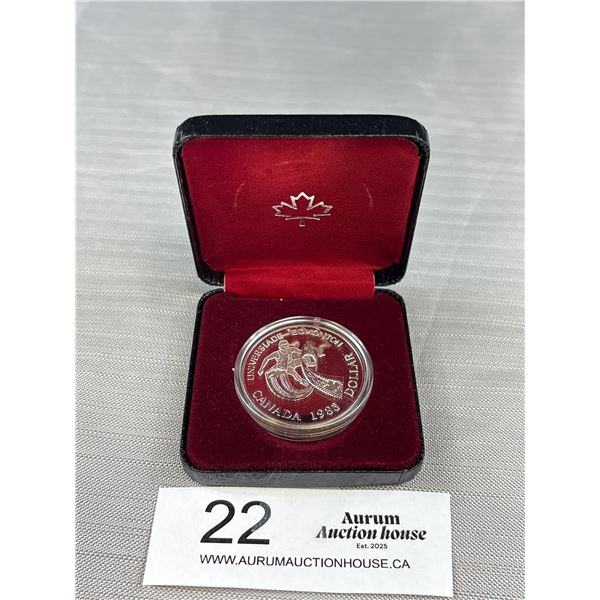 UNIVERSIADE EDMONTON
CANADA 1983 DOLLAR
22
Aurum
Auction house
Est. 2025
WWW.AURUMAUCTIONHOUSE.CA